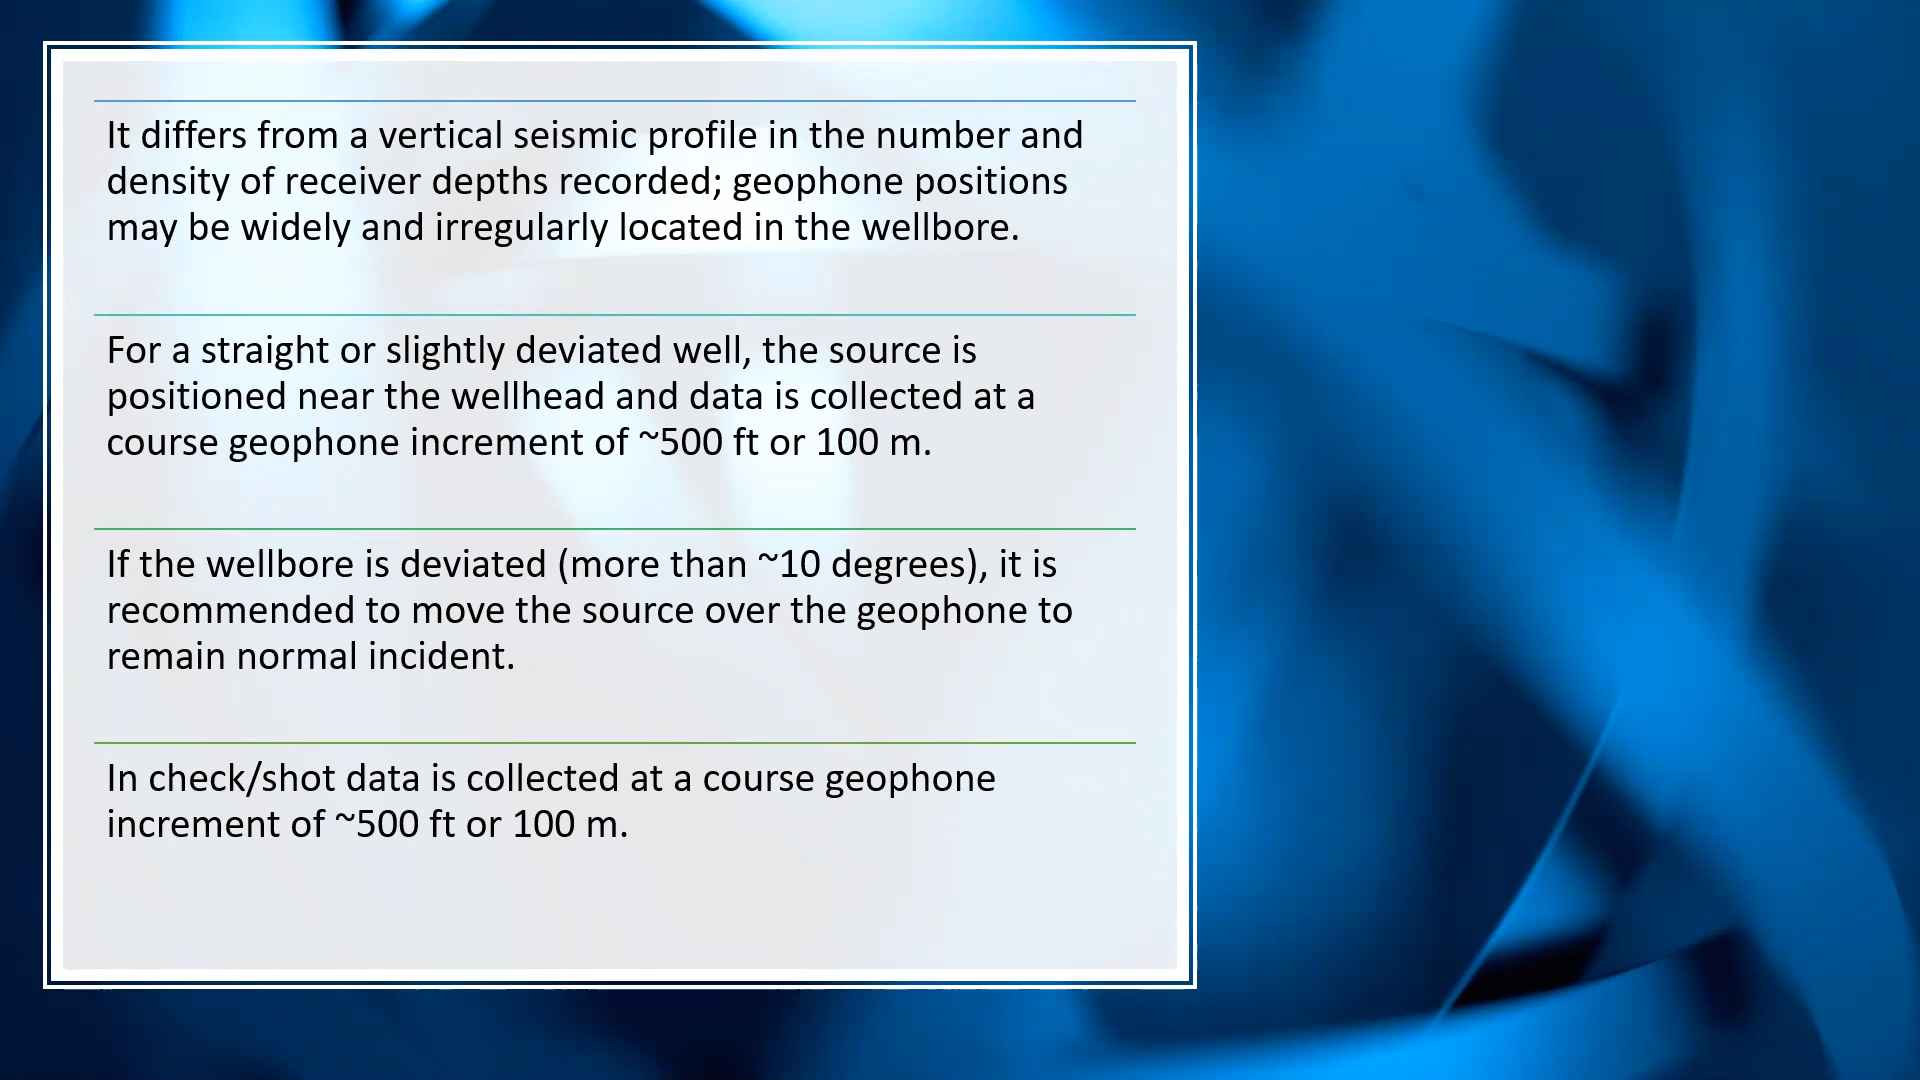 It differs from a vertical seismic profile in the number and
density of receiver depths recorded; geophone positions
may be widely and irregularly located in the wellbore.
For a straight or slightly deviated well, the source is
positioned near the wellhead and data is collected at a
course geophone increment of ~500 ft or 100 m.
If the wellbore is deviated (more than ~10 degrees), it is
recommended to move the source over the geophone to
remain normal incident.
In check/shot data is collected at a course geophone
increment of ~500 ft or 100 m.